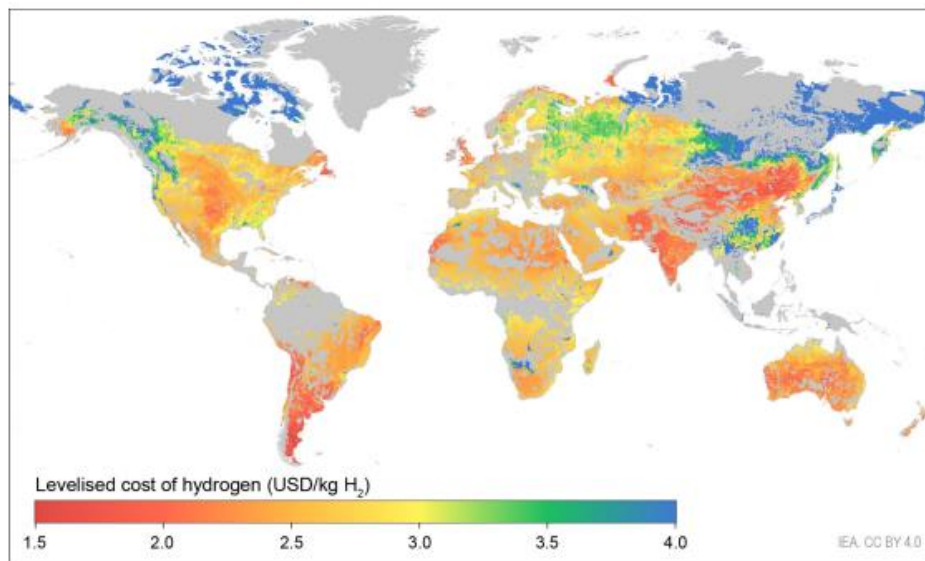 Levelised cost of hydrogen (USD/kg H₂)
1.5 2.0 2.5 3.0 3.5 4.0
IEA. CC BY 4.0